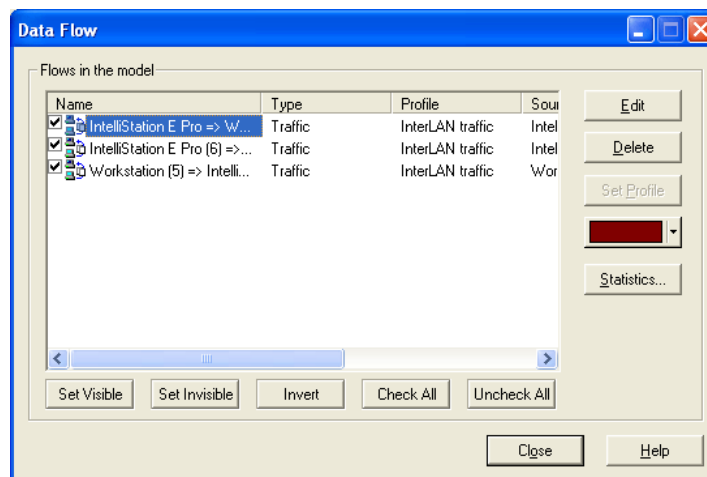 Data Flow
Flows in the model
Name Type Profile Sour
IntelliStation E Pro => W... Traffic InterLAN traffic Intel
IntelliStation E Pro (6) =>... Traffic InterLAN traffic Intel
Workstation (5) => Intelli... Traffic InterLAN traffic Wor
Edit
Delete
Set Profile
Statistics...
Set Visible Set Invisible Invert Check All Uncheck All
Close Help